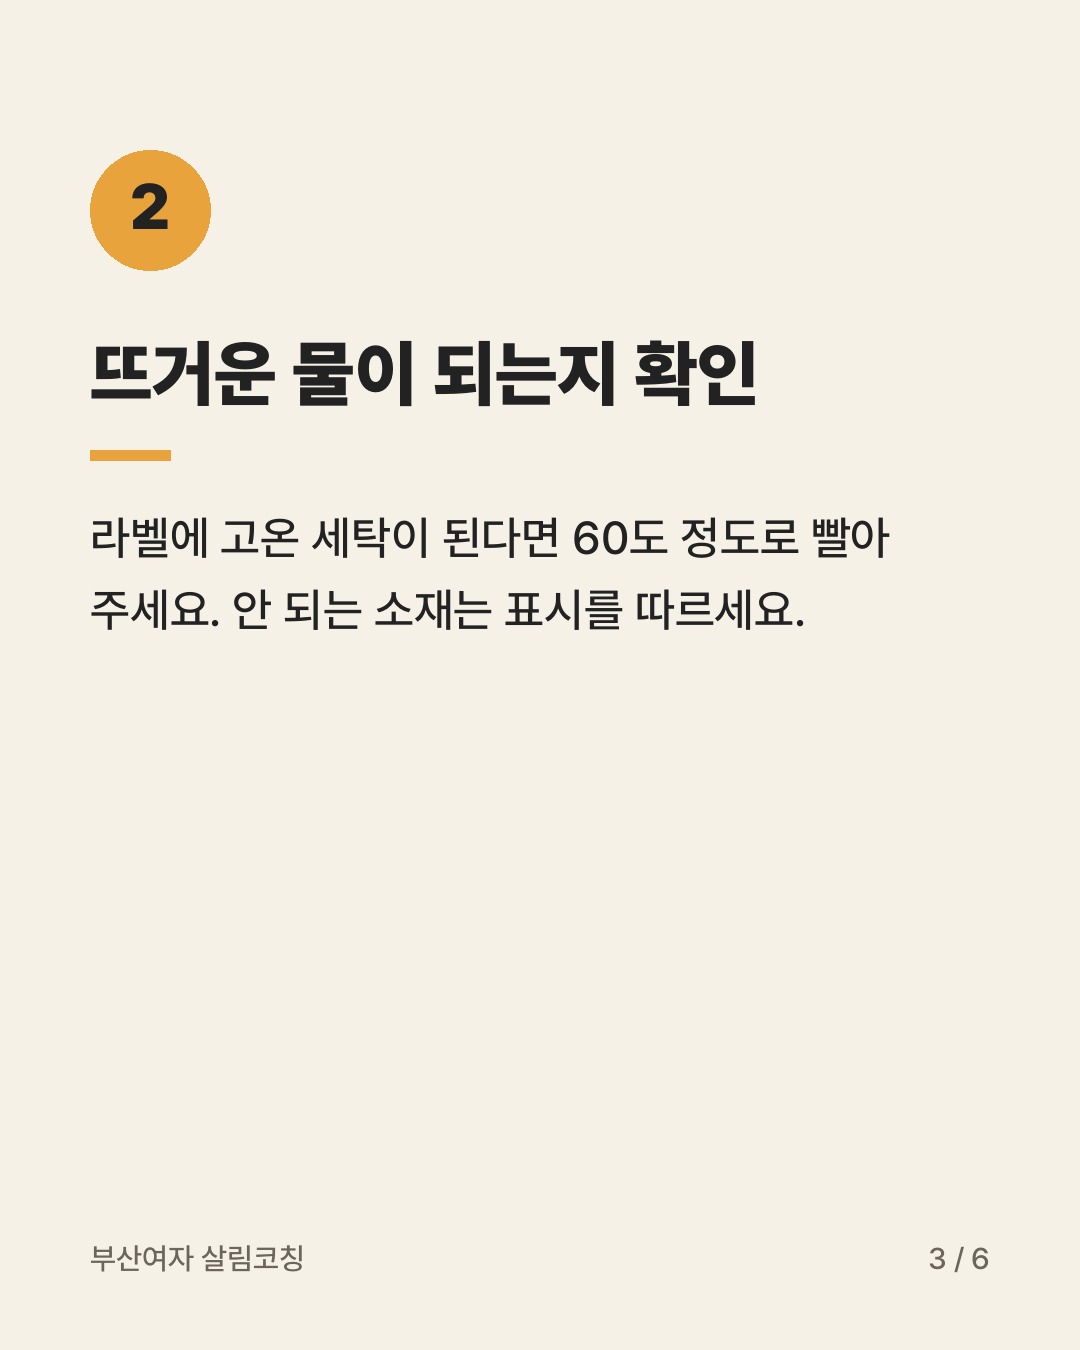 2
뜨거운 물이 되는지 확인
라벨에 고온 세탁이 된다면 60도 정도로 빨아
주세요. 안 되는 소재는 표시를 따르세요.
부산여자 살림코칭
3 / 6